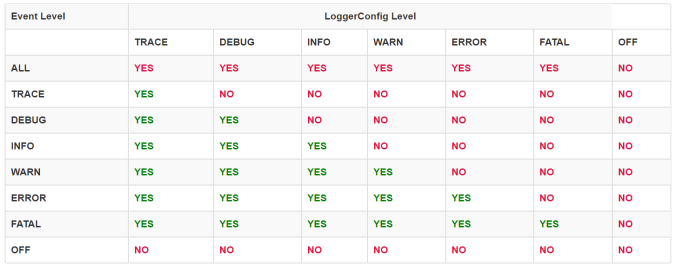 Event Level LoggerConfig Level
TRACE DEBUG INFO WARN ERROR FATAL OFF
ALL YES YES YES YES YES YES NO
TRACE YES NO NO NO NO NO NO
DEBUG YES YES NO NO NO NO NO
INFO YES YES YES NO NO NO NO
WARN YES YES YES YES NO NO NO
ERROR YES YES YES YES YES NO NO
FATAL YES YES YES YES YES YES NO
OFF NO NO NO NO NO NO NO